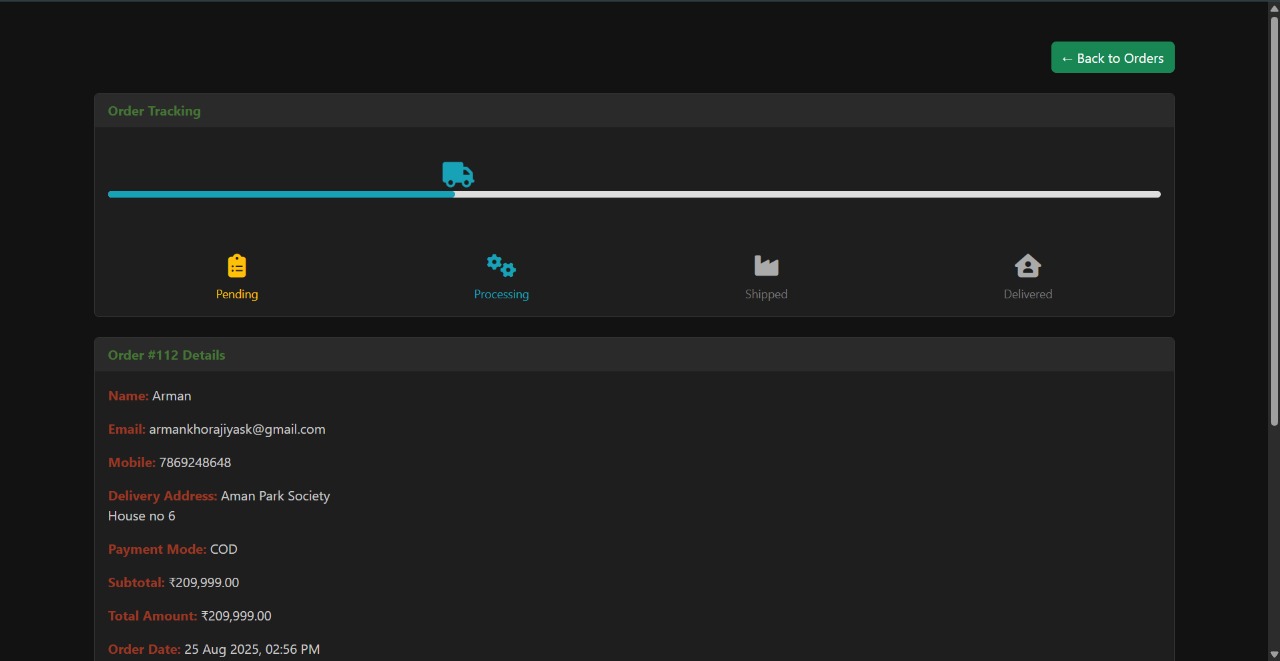 ← Back to Orders
Order Tracking
Pending
Processing
Shipped
Delivered
Order #112 Details
Name: Arman
Email: armankhorajiyask@gmail.com
Mobile: 7869248648
Delivery Address: Aman Park Society
House no 6
Payment Mode: COD
Subtotal: ₹209,999.00
Total Amount: ₹209,999.00
Order Date: 25 Aug 2025, 02:56 PM